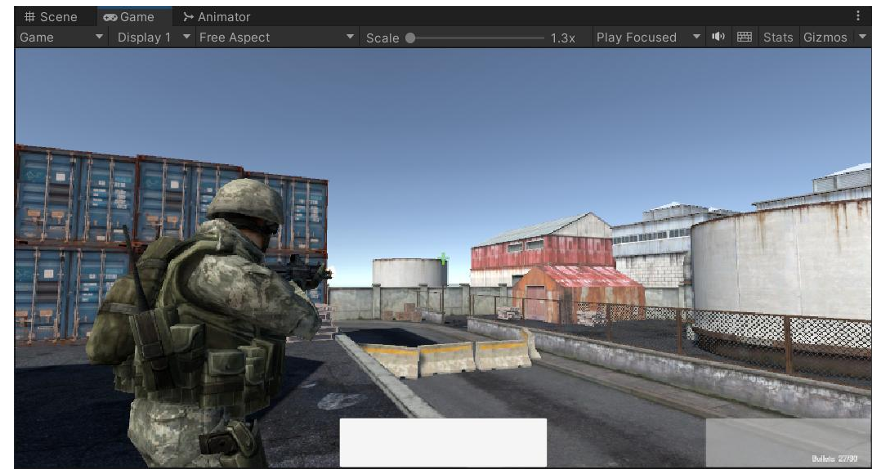 Scene Game Animator
Game Display 1 Free Aspect Scale 1.3x Play Focused Stats Gizmos
Bullets 27/30